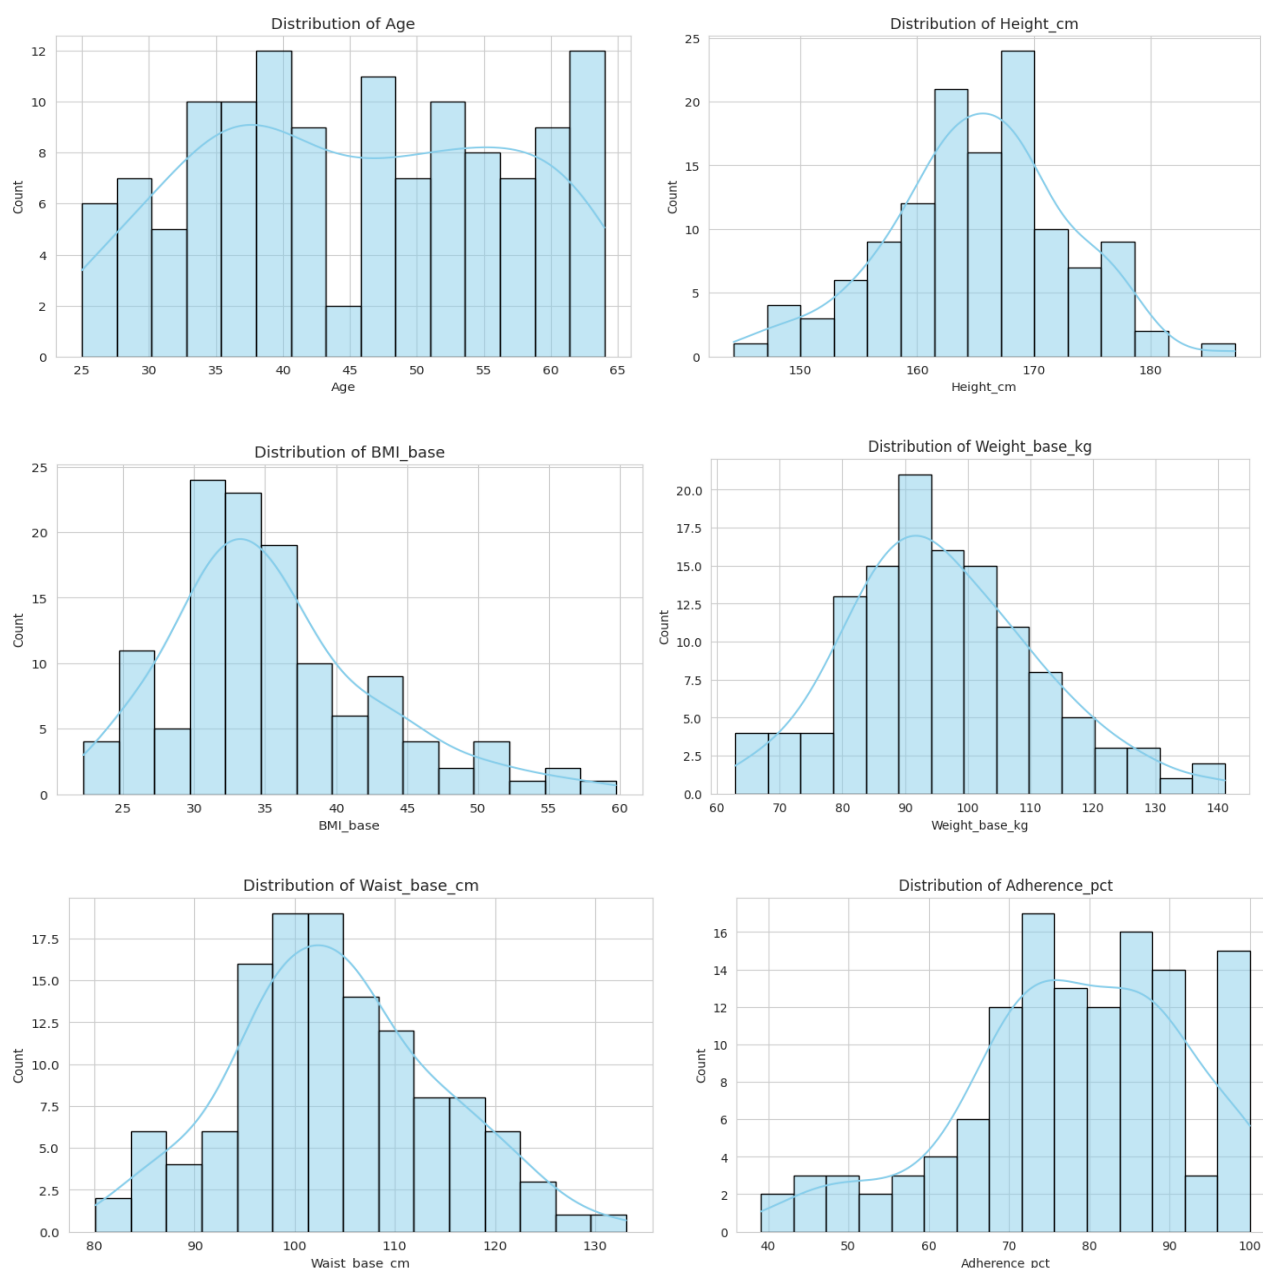 Distribution of Age
12
10
8
6
4
2
0
Count
25 30 35 40 45 50 55 60 65
Age
Distribution of Height_cm
25
20
15
10
5
0
Count
150 160 170 180
Height_cm
Distribution of BMI_base
25
20
15
10
5
0
Count
25 30 35 40 45 50 55 60
BMI_base
Distribution of Weight_base_kg
20.0
17.5
15.0
12.5
10.0
7.5
5.0
2.5
0.0
Count
60 70 80 90 100 110 120 130 140
Weight_base_kg
Distribution of Waist_base_cm
17.5
15.0
12.5
10.0
7.5
5.0
2.5
0.0
Count
80 90 100 110 120 130
Waist_base_cm
Distribution of Adherence_pct
16
14
12
10
8
6
4
2
0
Count
40 50 60 70 80 90 100
Adherence_pct